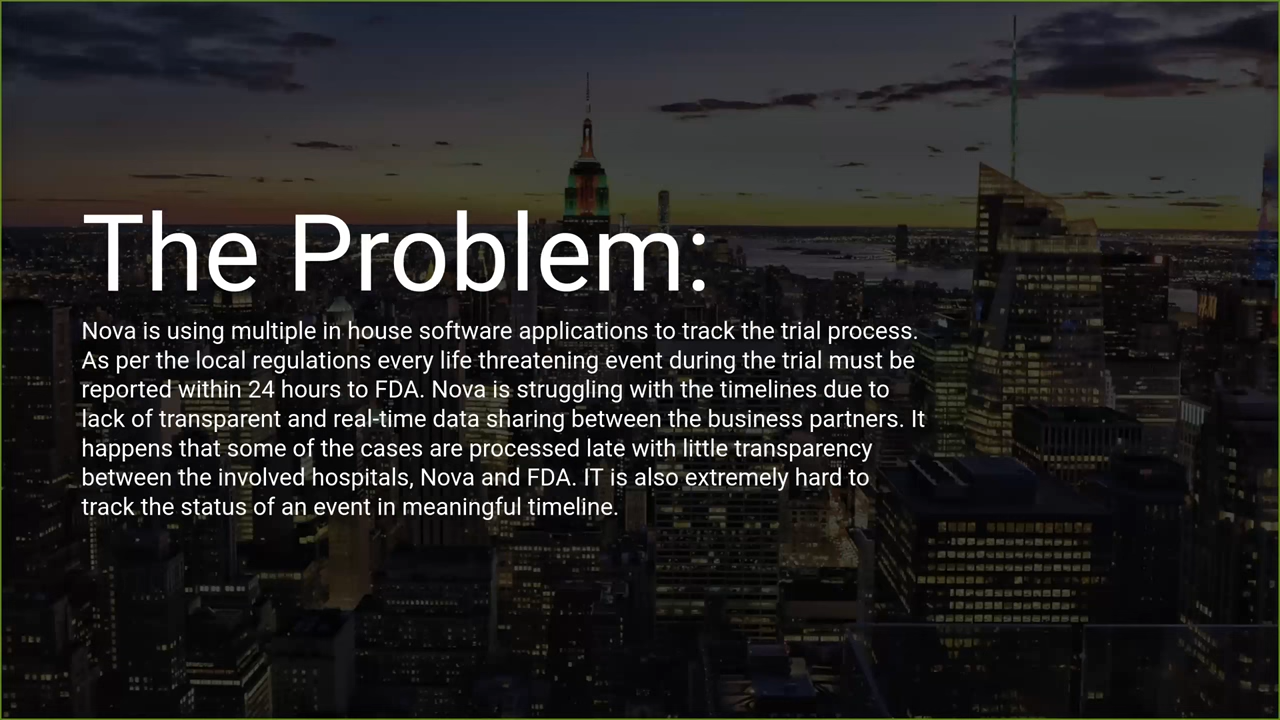 The Problem:
Nova is using multiple in house software applications to track the trial process.
As per the local regulations every life threatening event during the trial must be
reported within 24 hours to FDA. Nova is struggling with the timelines due to
lack of transparent and real-time data sharing between the business partners. It
happens that some of the cases are processed late with little transparency
between the involved hospitals, Nova and FDA. IT is also extremely hard to
track the status of an event in meaningful timeline.